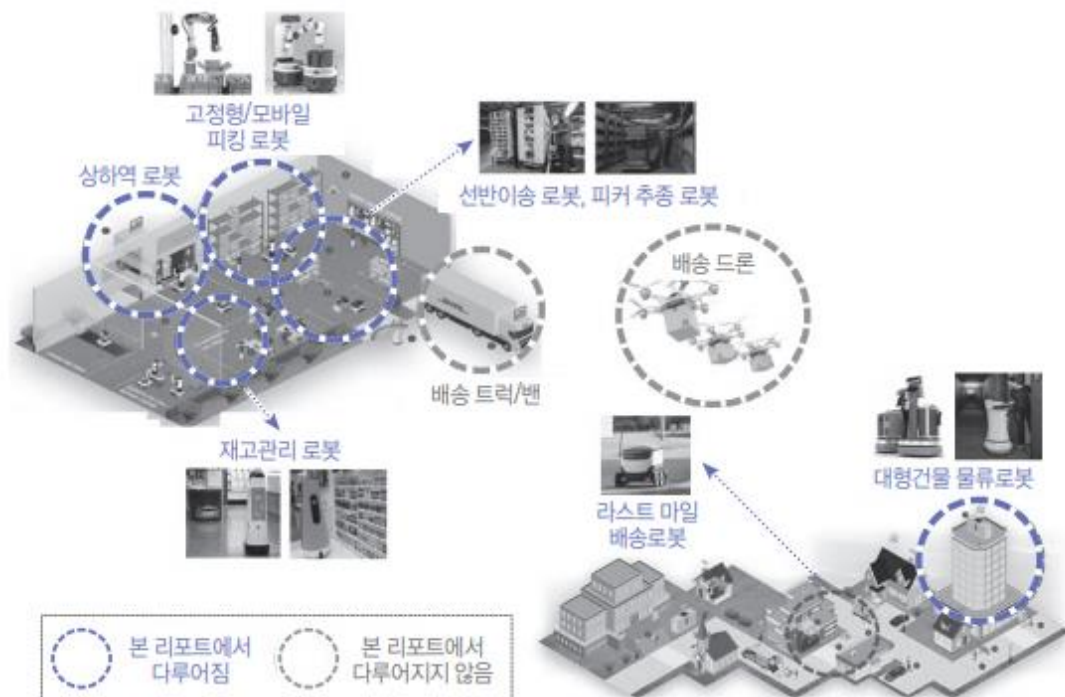 고정형/모바일
피킹 로봇
상하역 로봇
선반이송 로봇, 피커 추종 로봇
배송 드론
배송 트럭/밴
재고관리 로봇
라스트 마일
배송로봇
대형건물 물류로봇
본 리포트에서
다루어짐
본 리포트에서
다루어지지 않음